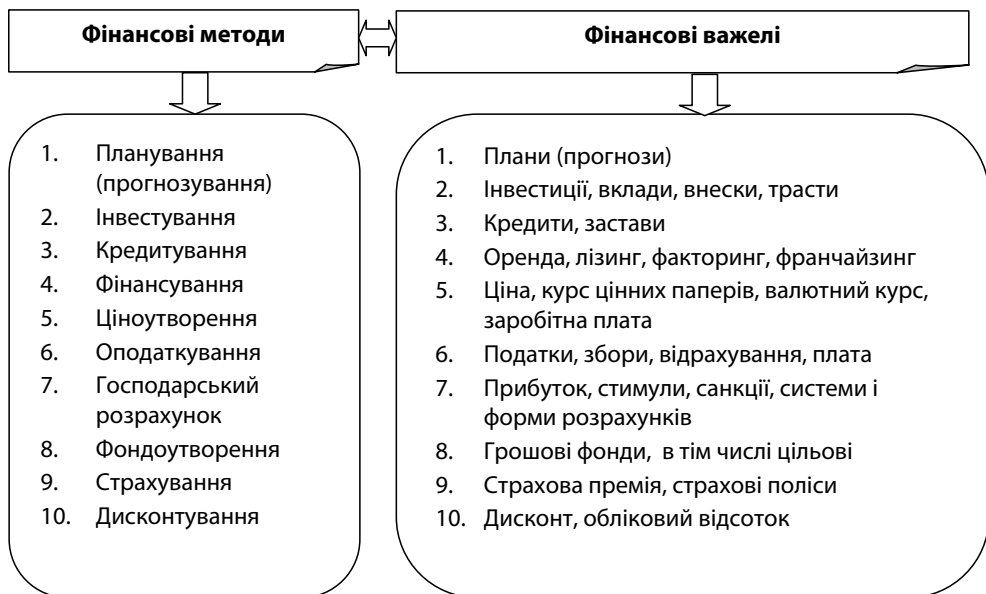 Фінансові методи
Фінансові важелі
1. Планування
(прогнозування)
2. Інвестування
3. Кредитування
4. Фінансування
5. Ціноутворення
6. Оподаткування
7. Господарський
розрахунок
8. Фондоутворення
9. Страхування
10. Дисконтування
1. Плани (прогнози)
2. Інвестиції, вклади, внески, трасти
3. Кредити, застави
4. Оренда, лізинг, факторинг, франчайзинг
5. Ціна, курс цінних паперів, валютний курс,
заробітна плата
6. Податки, збори, відрахування, плата
7. Прибуток, стимули, санкції, системи і
форми розрахунків
8. Грошові фонди, в тім числі цільові
9. Страхова премія, страхові поліси
10. Дисконт, обліковий відсоток